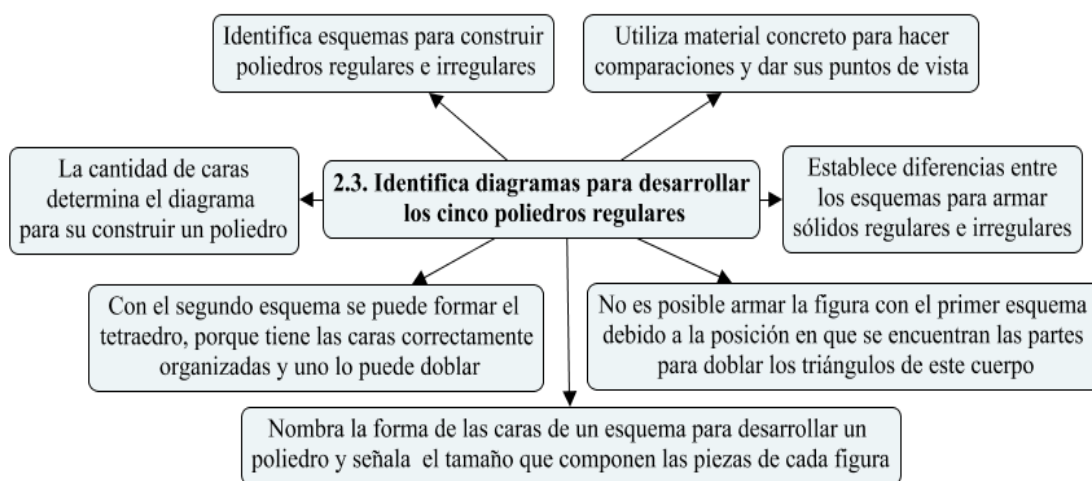 Identifica esquemas para construir
poliedros regulares e irregulares
Utiliza material concreto para hacer
comparaciones y dar sus puntos de vista
La cantidad de caras
determina el diagrama
para su construir un poliedro
2.3. Identifica diagramas para desarrollar
los cinco poliedros regulares
Establece diferencias entre
los esquemas para armar
sólidos regulares e irregulares
Con el segundo esquema se puede formar el
tetraedro, porque tiene las caras correctamente
organizadas y uno lo puede doblar
No es posible armar la figura con el primer esquema
debido a la posición en que se encuentran las partes
para doblar los triángulos de este cuerpo
Nombra la forma de las caras de un esquema para desarrollar un
poliedro y señala el tamaño que componen las piezas de cada figura